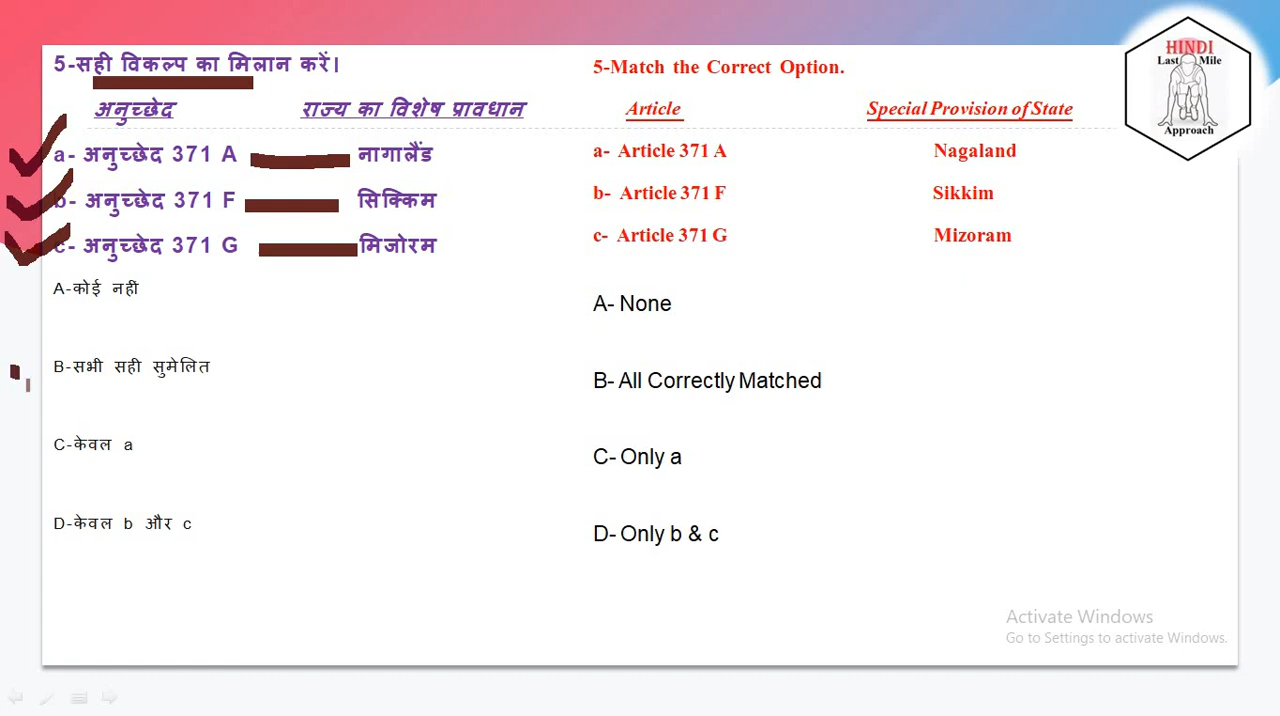 5-सही विकल्प का मिलान करें।
अनुच्छेद राज्य का विशेष प्रावधान
a- अनुच्छेद 371 A नागालैंड
b- अनुच्छेद 371 F सिक्किम
c- अनुच्छेद 371 G मिजोरम
A-कोई नहीं
B-सभी सही सुमेलित
C-केवल a
D-केवल b और c
5-Match the Correct Option.
Article Special Provision of State
a- Article 371 A Nagaland
b- Article 371 F Sikkim
c- Article 371 G Mizoram
A- None
B- All Correctly Matched
C- Only a
D- Only b & c
HINDI
Last Mile
Approach
Activate Windows
Go to Settings to activate Windows.